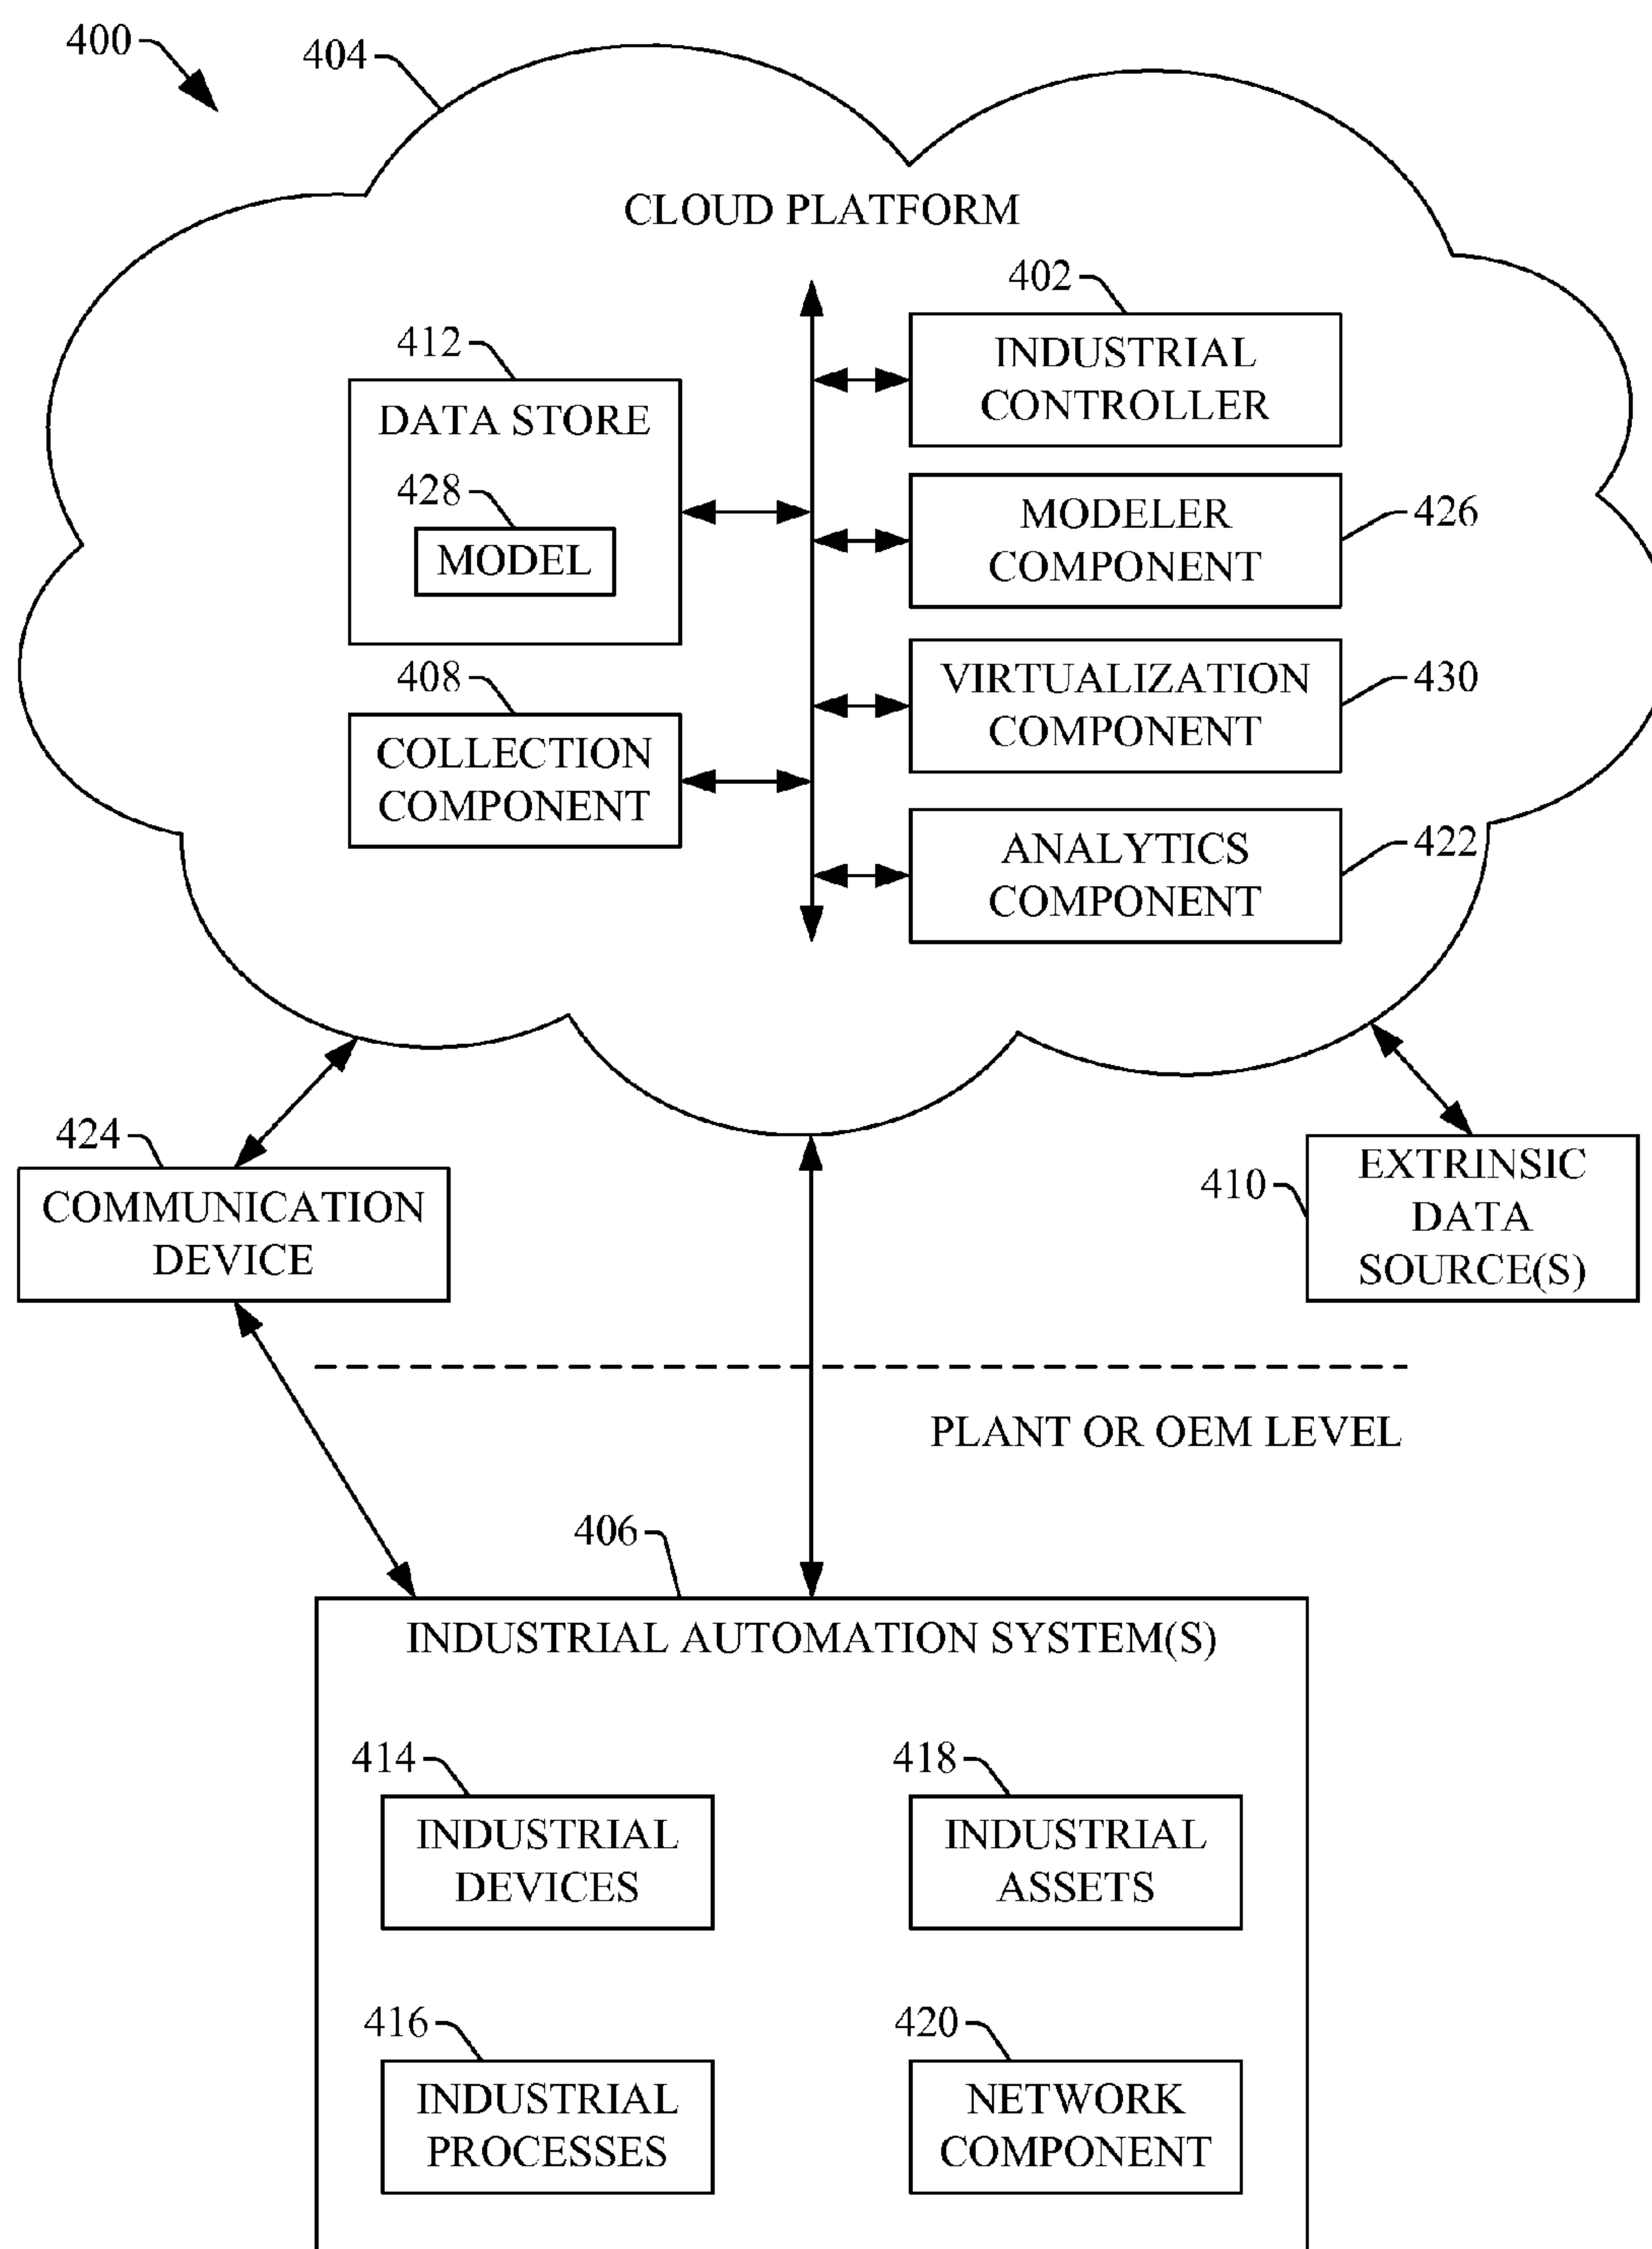 400
404
CLOUD PLATFORM
402
INDUSTRIAL
CONTROLLER
412
DATA STORE
428
MODEL
MODELER
COMPONENT
426
408
COLLECTION
COMPONENT
VIRTUALIZATION
COMPONENT
430
ANALYTICS
COMPONENT
422
424
COMMUNICATION
DEVICE
410
EXTRINSIC
DATA
SOURCE(S)
PLANT OR OEM LEVEL
406
INDUSTRIAL AUTOMATION SYSTEM(S)
414
INDUSTRIAL
DEVICES
418
INDUSTRIAL
ASSETS
416
INDUSTRIAL
PROCESSES
420
NETWORK
COMPONENT